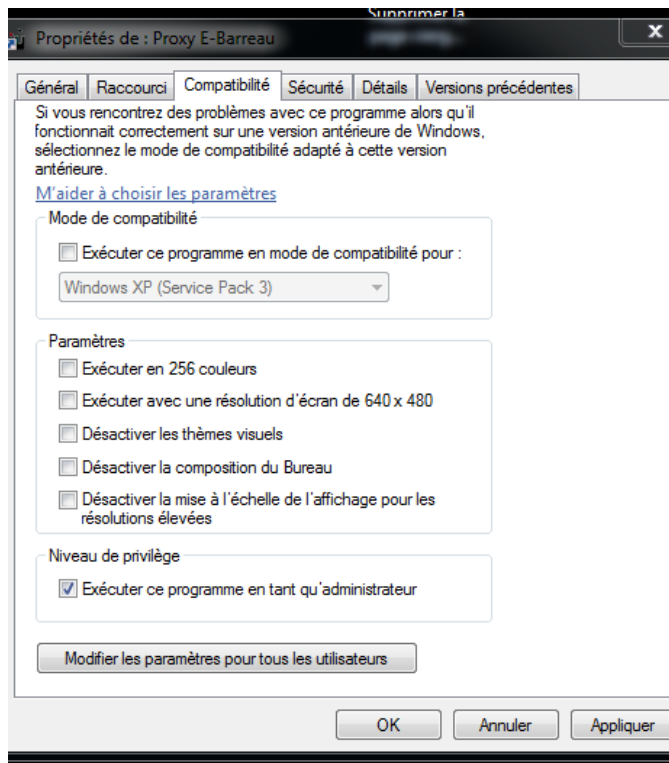 Supprimer la
Propriétés de : Proxy E-Barreau
x
Général Raccourci Compatibilité Sécurité Détails Versions précédentes
Si vous rencontrez des problèmes avec ce programme alors qu'il
fonctionnait correctement sur une version antérieure de Windows,
sélectionnez le mode de compatibilité adapté à cette version
antérieure.
M'aider à choisir les paramètres
Mode de compatibilité
Exécuter ce programme en mode de compatibilité pour :
Windows XP (Service Pack 3)
Paramètres
Exécuter en 256 couleurs
Exécuter avec une résolution d'écran de 640 x 480
Désactiver les thèmes visuels
Désactiver la composition du Bureau
Désactiver la mise à l'échelle de l'affichage pour les
résolutions élevées
Niveau de privilège
Exécuter ce programme en tant qu'administrateur
Modifier les paramètres pour tous les utilisateurs
OK Annuler Appliquer